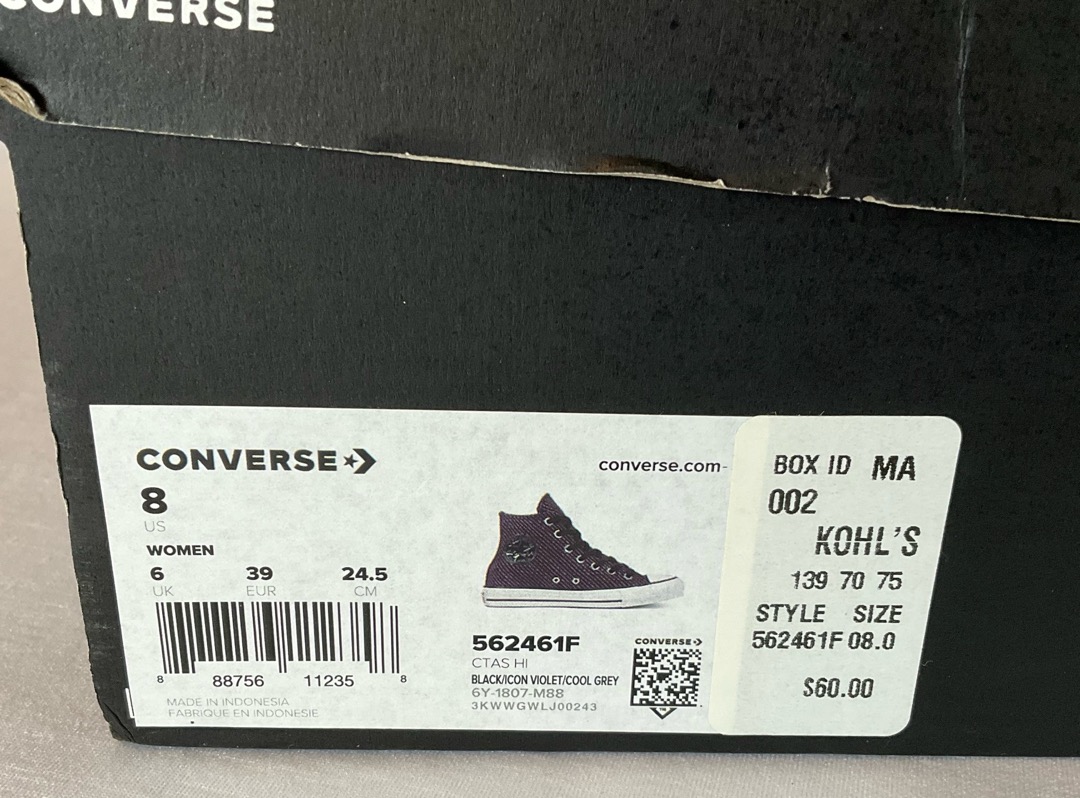 CONVERSE
CONVERSE
8
US
WOMEN
6 39 24.5
UK EUR CM
8 88756 11235 8
MADE IN INDONESIA
FABRIQUE EN INDONESIE
converse.com
562461F
CTAS HI
BLACK/ICON VIOLET/COOL GREY
6Y-1807-M88
3KWWGWLJ00243
CONVERSE
BOX ID MA
002
KOHL'S
139 70 75
STYLE SIZE
562461F 08.0
$60.00